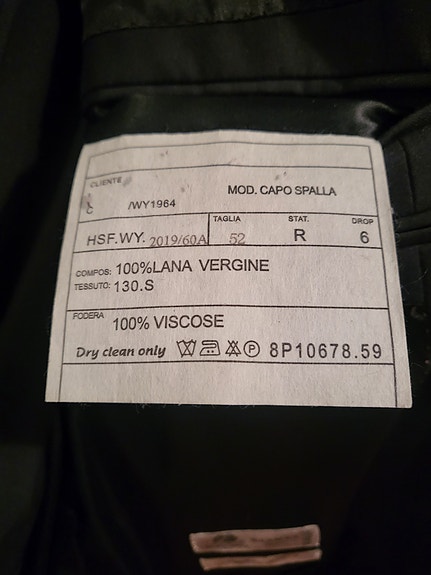 CLIENTE
MOD. CAPO SPALLA
/WY1964
TAGLIA STAT. DROP
HSF.WY. 2019/60A 52 R 6
COMPOS: 100%LANA VERGINE
TESSUTO: 130.S
FODERA 100% VISCOSE
Dry clean only P 8P10678.59